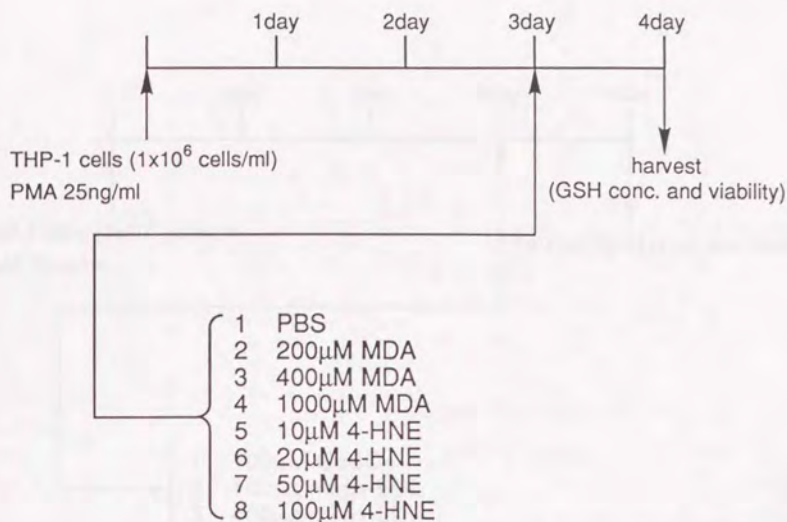 1day 2day 3day 4day
THP-1 cells (1x10⁶ cells/ml)
PMA 25ng/ml
harvest
(GSH conc. and viability)
1 PBS
2 200µM MDA
3 400µM MDA
4 1000µM MDA
5 10µM 4-HNE
6 20µM 4-HNE
7 50µM 4-HNE
8 100µM 4-HNE